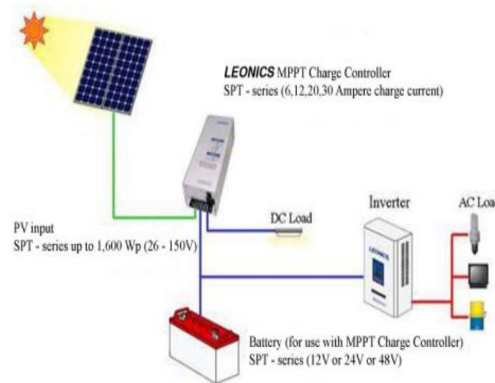 LEONICS MPPT Charge Controller
SPT - series (6,12,20,30 Ampere charge current)
Inverter
AC Loa
DC Load
PV input
SPT - series up to 1,600 Wp (26 - 150V)
LEONICS
Battery (for use with MPPT Charge Controller)
SPT - series (12V or 24V or 48V)